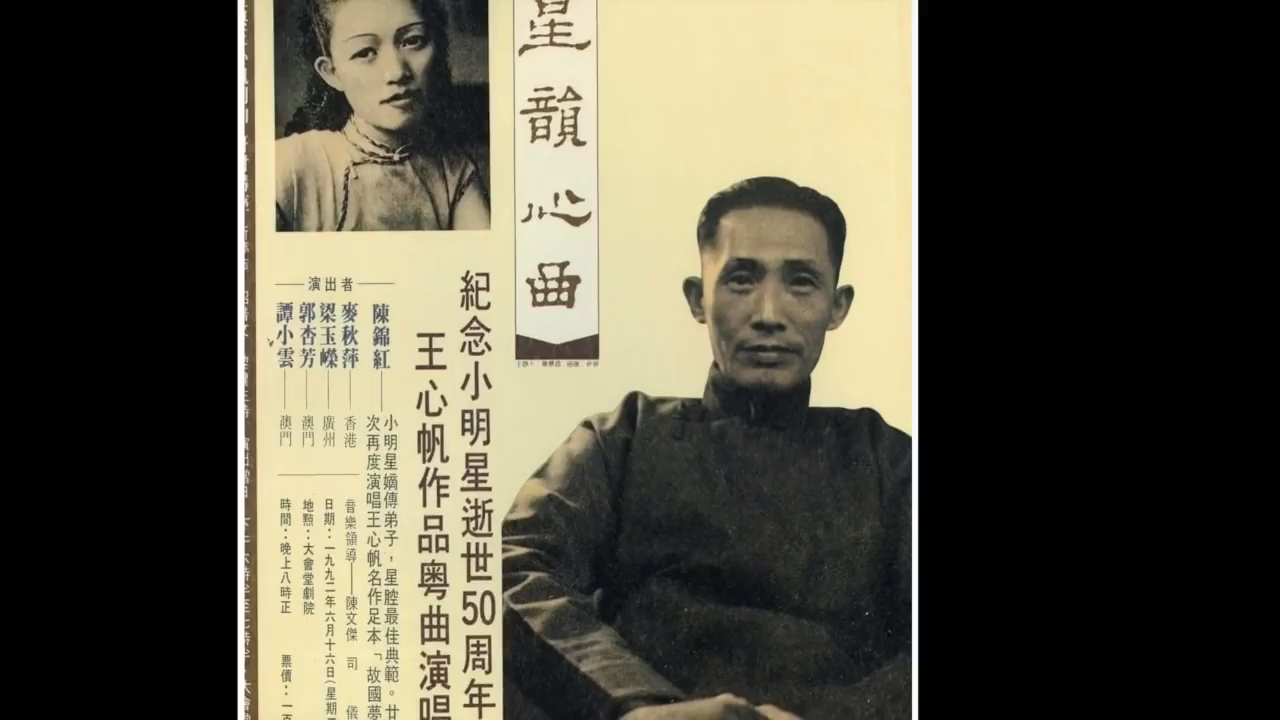 星韻心曲
紀念小明星逝世50周年
王心帆作品粤曲演唱
演出者
陳錦紅
小明星嫡傳弟子，星腔最佳典範。廿
次再度演唱王心帆名作足本「故國夢
麥秋萍——香港
梁玉嶸——廣州
郭杏芳——澳門
譚小雲——澳門
音樂領導——陳文傑 司儀
日期：一九九二年六月十六日（星期
地點：大會堂劇院
時間：晚上八時正
票價：一百